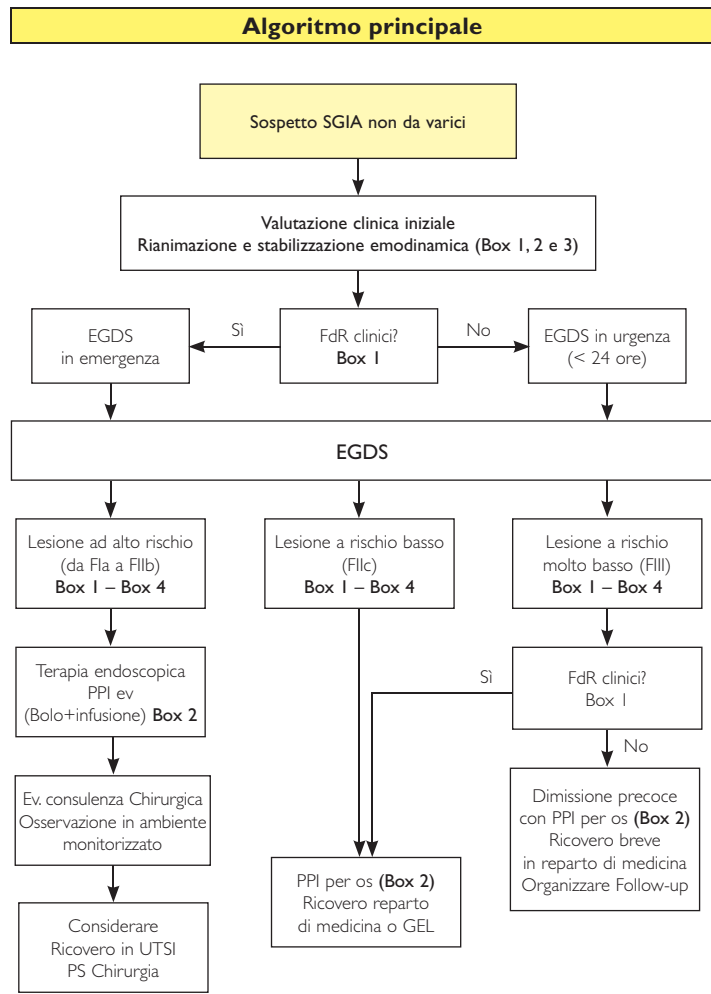 Algoritmo principale
Sospetto SGIA non da varici
Valutazione clinica iniziale
Rianimazione e stabilizzazione emodinamica (Box 1, 2 e 3)
EGDS
in emergenza
Sì
FdR clinici?
Box 1
No
EGDS in urgenza
(< 24 ore)
EGDS
Lesione ad alto rischio
(da FIa a FIIb)
Box 1 – Box 4
Lesione a rischio basso
(FIIc)
Box 1 – Box 4
Lesione a rischio
molto basso (FIII)
Box 1 – Box 4
Terapia endoscopica
PPI ev
(Bolo+infusione) Box 2
Sì
FdR clinici?
Box 1
No
Ev. consulenza Chirurgica
Osservazione in ambiente
monitorizzato
Dimissione precoce
con PPI per os (Box 2)
Ricovero breve
in reparto di medicina
Organizzare Follow-up
PPI per os (Box 2)
Ricovero reparto
di medicina o GEL
Considerare
Ricovero in UTSI
PS Chirurgia